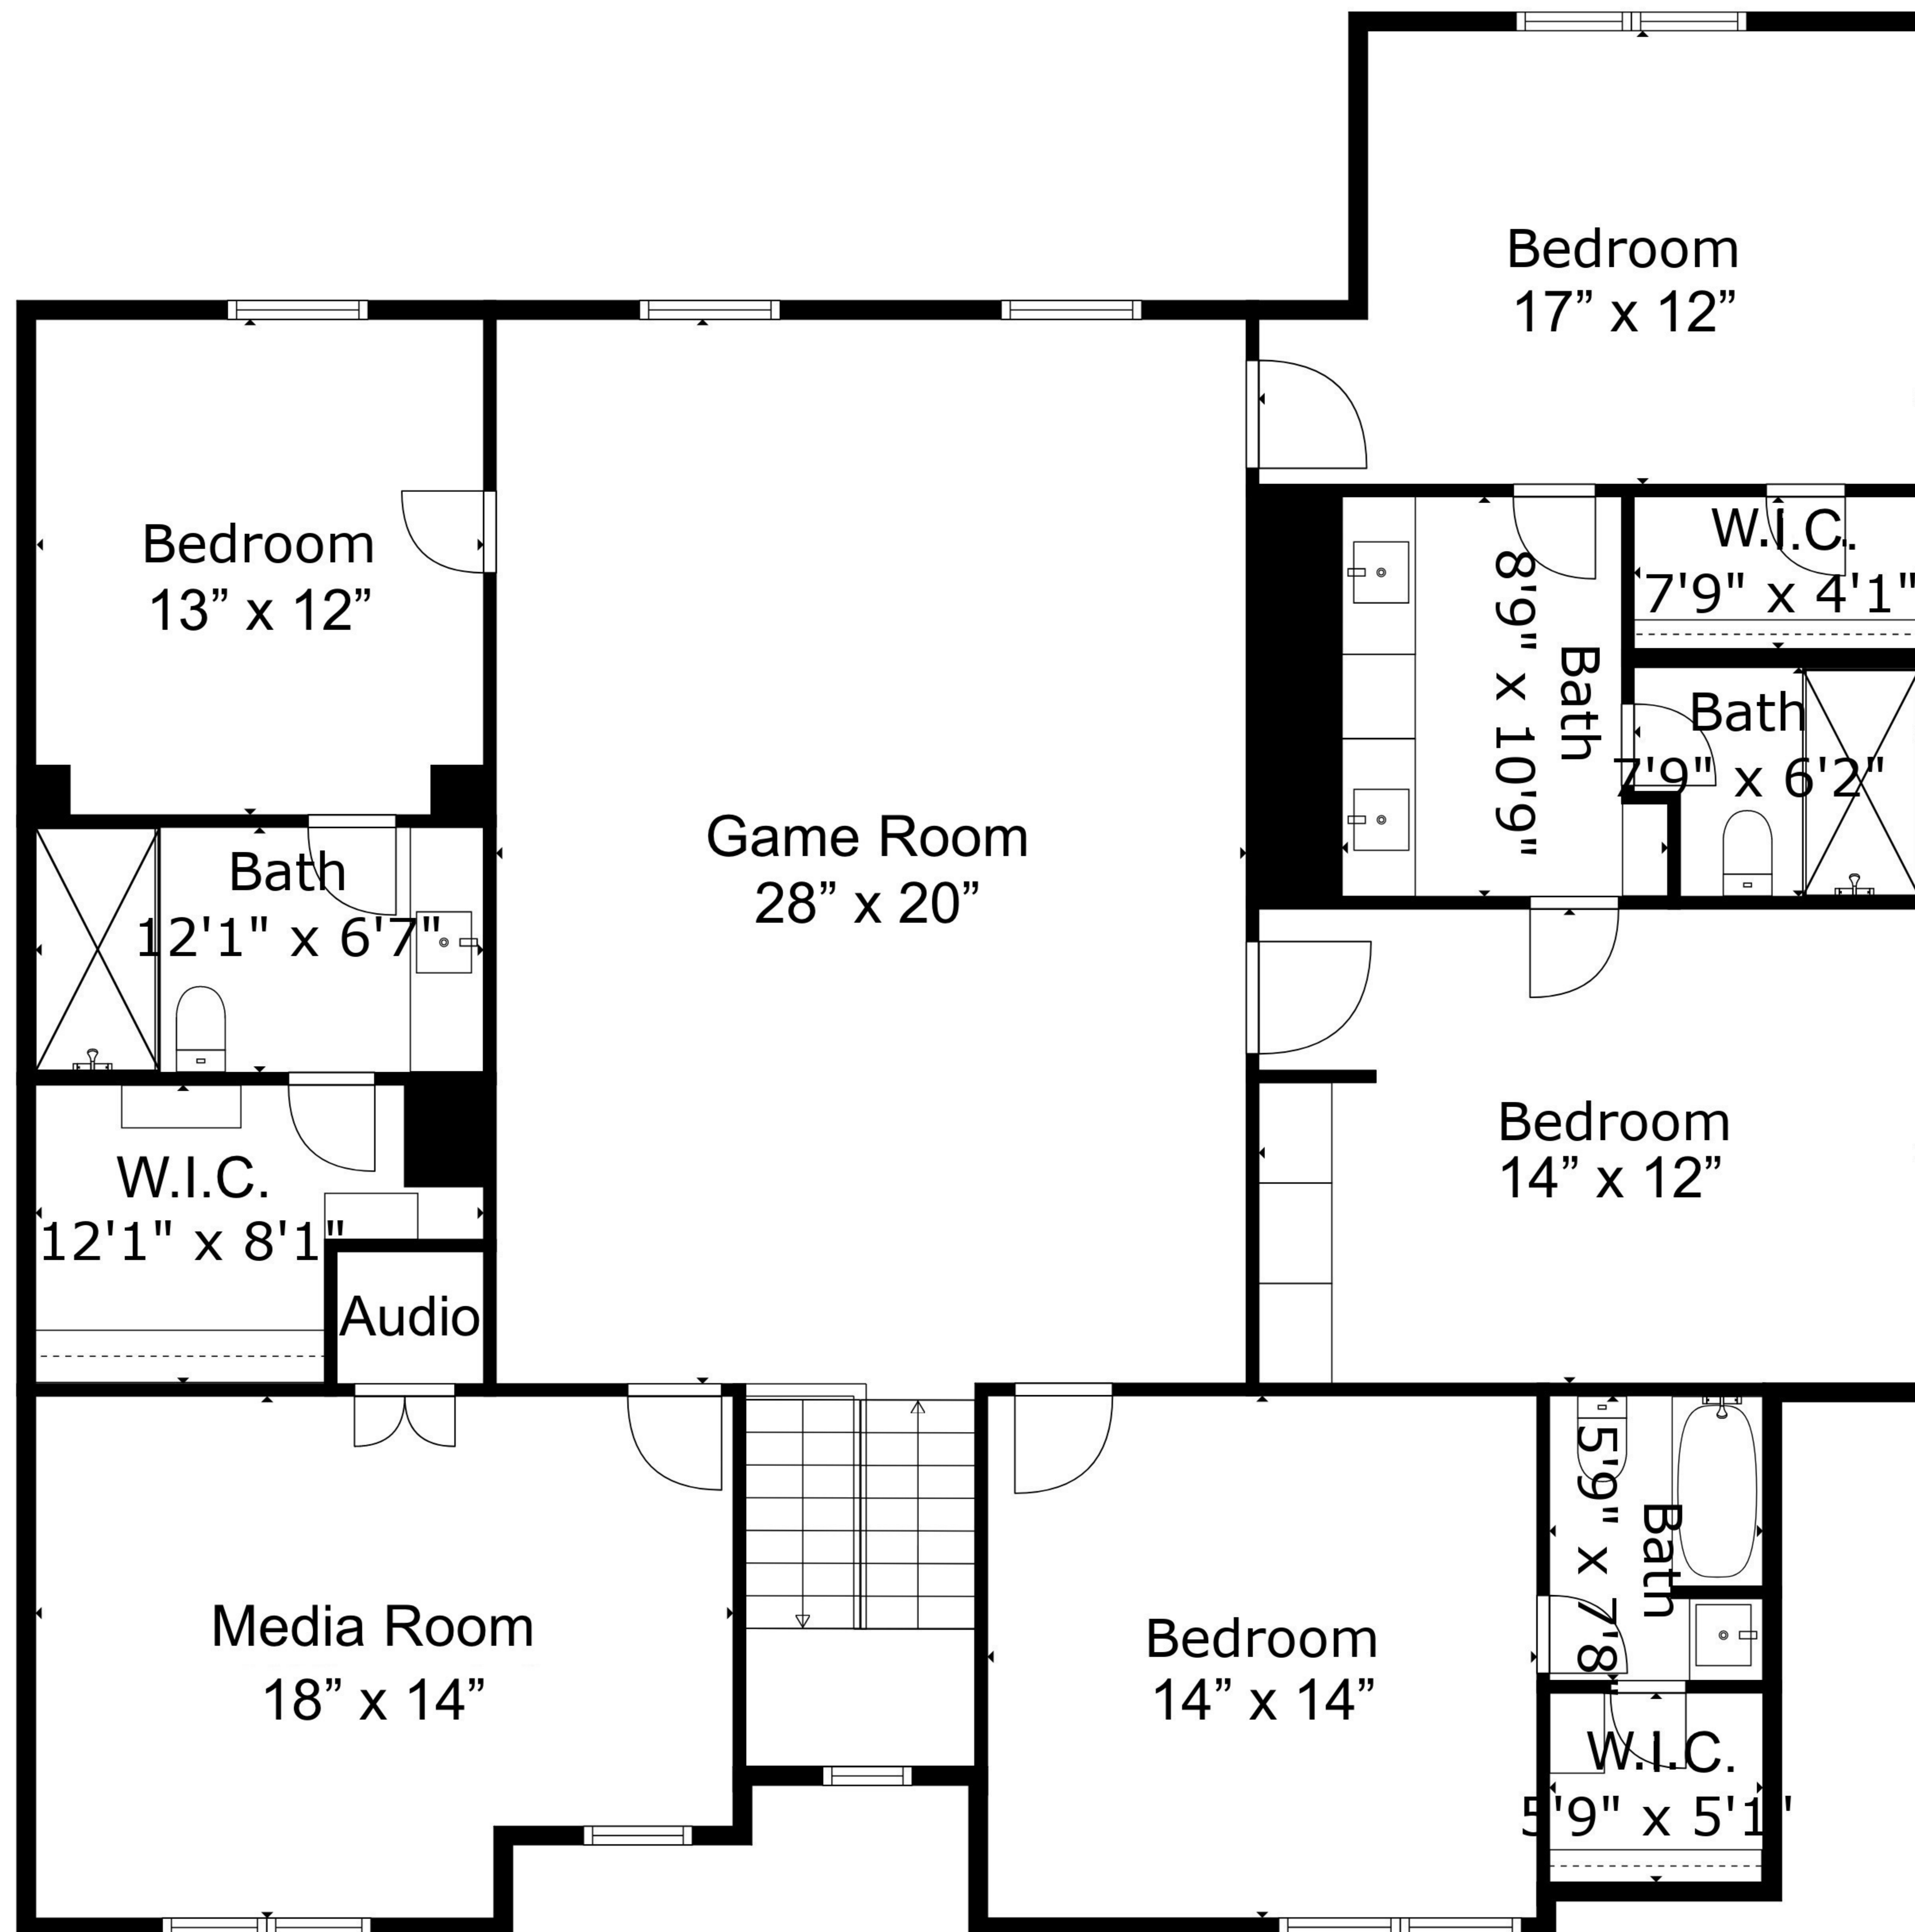 Bedroom
17” x 12”
Bedroom
13” x 12”
W.I.C.
7'9" x 4'1"
Bath
8'9" x 10'9"
Bath
7'9" x 6'2"
Game Room
28” x 20”
Bath
12'1" x 6'7"
Bedroom
14” x 12”
W.I.C.
12'1" x 8'1"
Audio
Bath
5'9" x 7'8"
Media Room
18” x 14”
Bedroom
14” x 14”
W.I.C.
5'9" x 5'1"